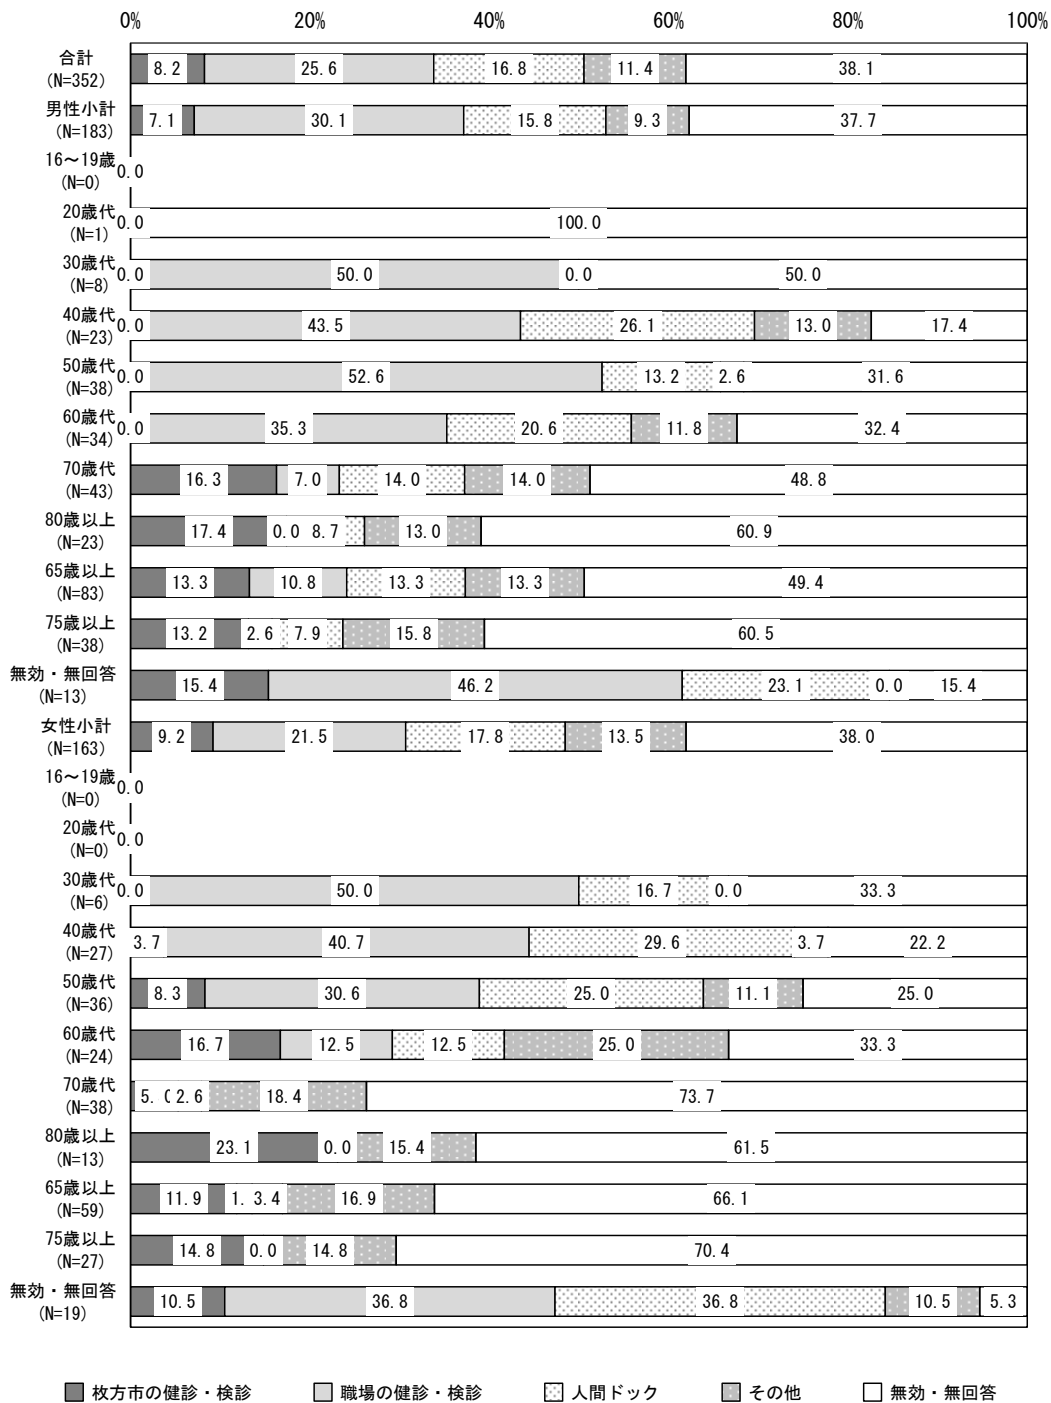 0% 20% 40% 60% 80% 100%
合計
(N=352)
8.2 25.6 16.8 11.4 38.1
男性小計
(N=183)
7.1 30.1 15.8 9.3 37.7
16～19歳
(N=0)
0.0
20歳代
(N=1)
0.0 100.0
30歳代
(N=8)
0.0 50.0 0.0 50.0
40歳代
(N=23)
0.0 43.5 26.1 13.0 17.4
50歳代
(N=38)
0.0 52.6 13.2 2.6 31.6
60歳代
(N=34)
0.0 35.3 20.6 11.8 32.4
70歳代
(N=43)
16.3 7.0 14.0 14.0 48.8
80歳以上
(N=23)
17.4 0.0 8.7 13.0 60.9
65歳以上
(N=83)
13.3 10.8 13.3 13.3 49.4
75歳以上
(N=38)
13.2 2.6 7.9 15.8 60.5
無効・無回答
(N=13)
15.4 46.2 23.1 0.0 15.4
女性小計
(N=163)
9.2 21.5 17.8 13.5 38.0
16～19歳
(N=0)
0.0
20歳代
(N=0)
0.0
30歳代
(N=6)
0.0 50.0 16.7 0.0 33.3
40歳代
(N=27)
3.7 40.7 29.6 3.7 22.2
50歳代
(N=36)
8.3 30.6 25.0 11.1 25.0
60歳代
(N=24)
16.7 12.5 12.5 25.0 33.3
70歳代
(N=38)
2.6 18.4 73.7
80歳以上
(N=13)
23.1 0.0 15.4 61.5
65歳以上
(N=59)
11.9 1. 3.4 16.9 66.1
75歳以上
(N=27)
14.8 0.0 14.8 70.4
無効・無回答
(N=19)
10.5 36.8 36.8 10.5 5.3
枚方市の健診・検診 職場の健診・検診 人間ドック その他 無効・無回答